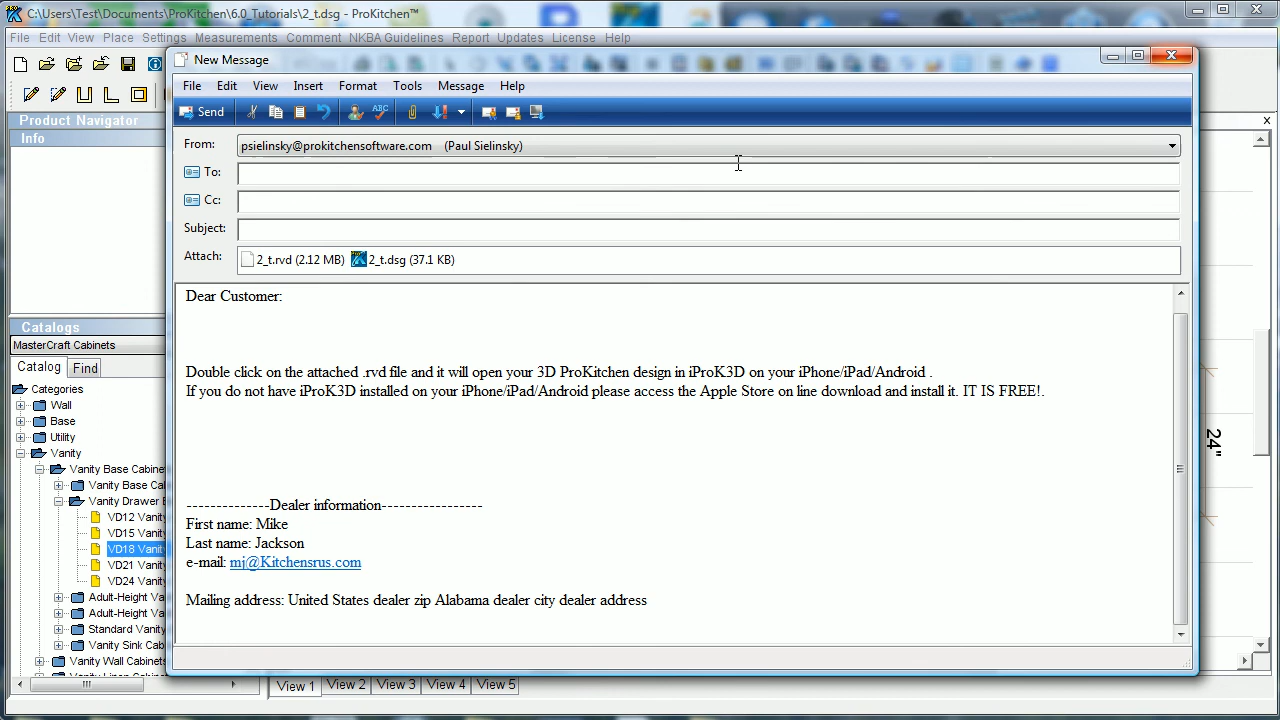 C:\Users\Test\Documents\ProKitchen\6.0_Tutorials\2_t.dsg - ProKitchen™
File Edit View Place Settings Measurements Comment NKBA Guidelines Report Updates License Help
New Message
File Edit View Insert Format Tools Message Help
Send
ABC
Product Navigator
Info
From: psielinsky@prokitchensoftware.com (Paul Sielinsky)
To:
Cc:
Subject:
Attach: 2_t.rvd (2.12 MB) 2_t.dsg (37.1 KB)
Dear Customer:
Double click on the attached .rvd file and it will open your 3D ProKitchen design in iProK3D on your iPhone/iPad/Android .
If you do not have iProK3D installed on your iPhone/iPad/Android please access the Apple Store on line download and install it. IT IS FREE!.
--------------Dealer information-----------------
First name: Mike
Last name: Jackson
e-mail: mj@Kitchensrus.com
Mailing address: United States dealer zip Alabama dealer city dealer address
Catalogs
MasterCraft Cabinets
Catalog Find
Categories
Wall
Base
Utility
Vanity
Vanity Base Cabinet
Vanity Base Cab
Vanity Drawer B
VD12 Vanity
VD15 Vanity
VD18 Vanity
VD21 Vanity
VD24 Vanity
Adult-Height Va
Adult-Height Va
Standard Vanity
Vanity Sink Cab
Vanity Wall Cabinets
24"
View 1 View 2 View 3 View 4 View 5